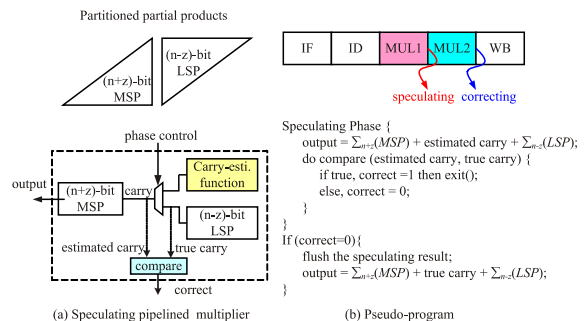 Partitioned partial products
(n+z)-bit
MSP
(n-z)-bit
LSP
phase control
output
(n+z)-bit
MSP
carry
Carry-esti.
function
(n-z)-bit
LSP
estimated carry
true carry
compare
correct
(a) Speculating pipelined multiplier
IF ID MUL1 MUL2 WB
speculating correcting
Speculating Phase {
output = ∑n+z(MSP) + estimated carry + ∑n-z(LSP)
do compare (estimated carry, true carry) {
if true, correct =1 then exit();
else, correct = 0;
}
}
If (correct=0){
flush the speculating result;
output = ∑n+z(MSP) + true carry + ∑n-z(LSP);
}
(b) Pseudo-program